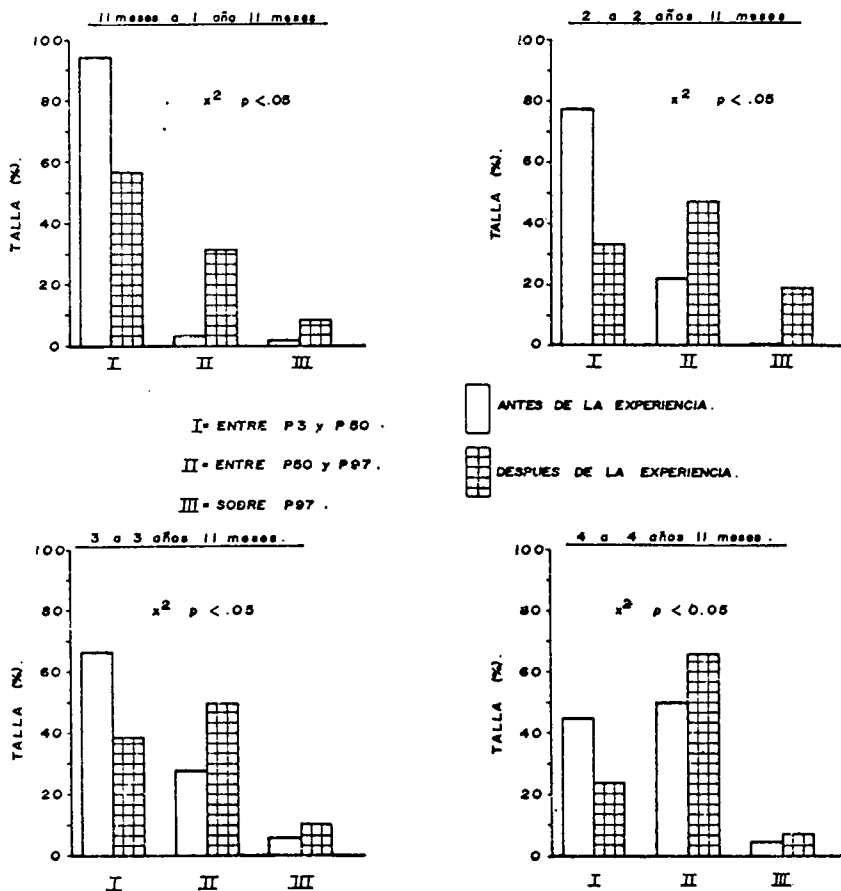 11 meses a 1 año 11 meses
100
80
60
40
20
0
TALLA (%).
x² p <.05
I
II
III
2 a 2 años 11 meses
100
80
60
40
20
0
TALLA (%).
x² p <.05
I
II
III
I= ENTRE P3 y P50.
II= ENTRE P50 y P97.
III= SOBRE P97.
ANTES DE LA EXPERIENCIA.
DESPUES DE LA EXPERIENCIA.
3 a 3 años 11 meses.
100
80
60
40
20
0
TALLA (%).
x² p <.05
I
II
III
4 a 4 años 11 meses.
100
80
60
40
20
0
TALLA (%).
x² p < 0.05
I
II
III